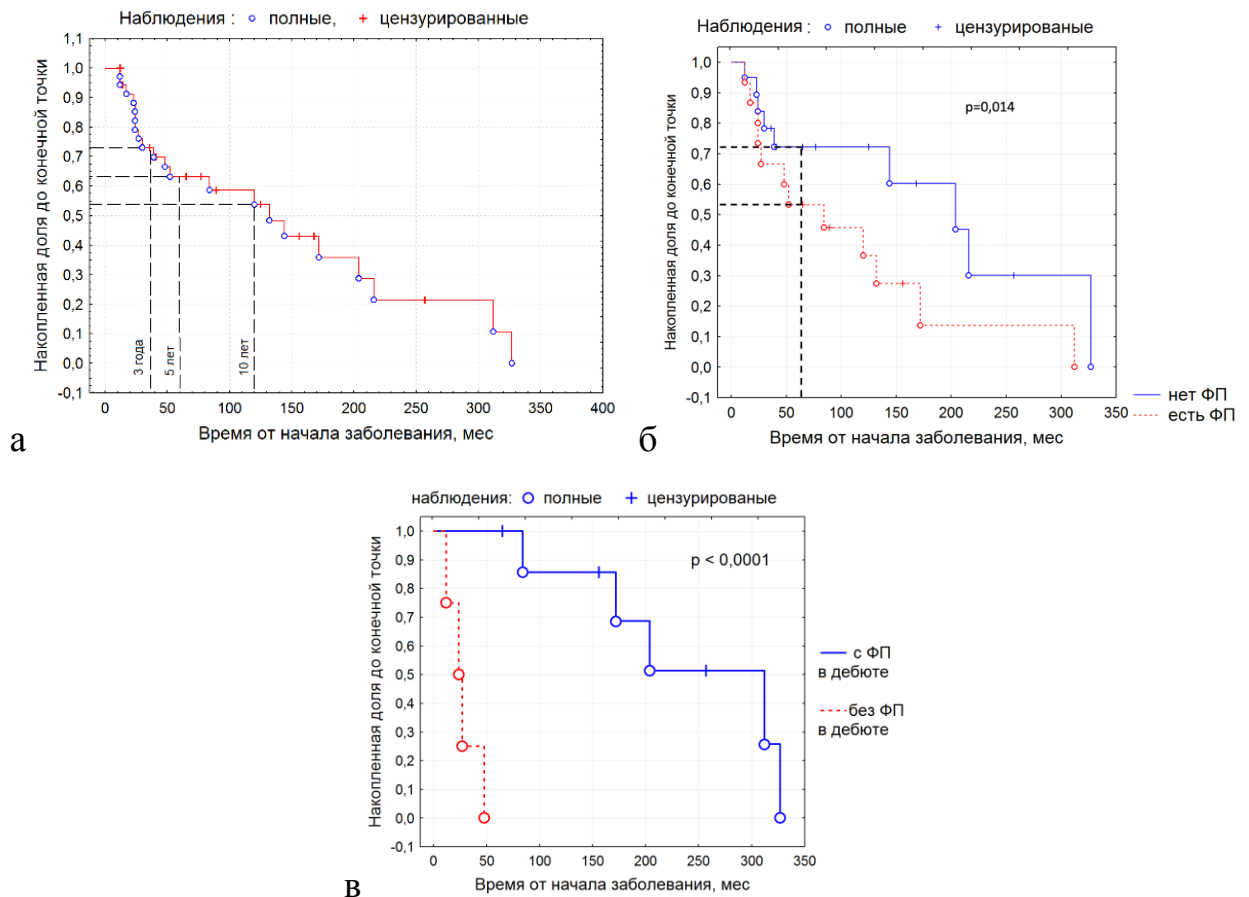 Наблюдения : полные, цензурированные
Накопленная доля до конечной точки
1,1
1,0
0,9
0,8
0,7
0,6
0,5
0,4
0,3
0,2
0,1
0,0
-0,1
3 года
5 лет
10 лет
0 50 100 150 200 250 300 350 400
Время от начала заболевания, мес
а
Наблюдения : полные цензурированые
Накопленная доля до конечной точки
1,0
0,9
0,8
0,7
0,6
0,5
0,4
0,3
0,2
0,1
0,0
-0,1
p=0,014
0 50 100 150 200 250 300 350
Время от начала заболевания, мес
нет ФП
есть ФП
б
наблюдения: полные цензурированые
Накопленная доля до конечной точки
1,0
0,9
0,8
0,7
0,6
0,5
0,4
0,3
0,2
0,1
0,0
-0,1
p < 0,0001
0 50 100 150 200 250 300 350
Время от начала заболевания, мес
с ФП
в дебюте
без ФП
в дебюте
в